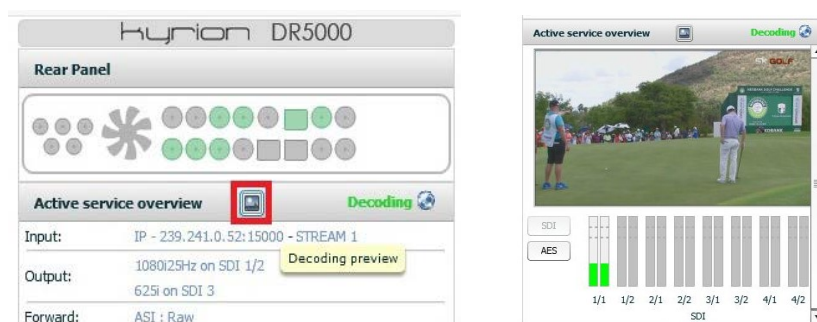 kyrion DR5000
Rear Panel
Active service overview Decoding
Input: IP - 239.241.0.52:15000 - STREAM 1
Decoding preview
Output: 1080i25Hz on SDI 1/2
625i on SDI 3
Forward: ASI : Raw
Active service overview Decoding
GOLF
SDI
AES
1/1 1/2 2/1 2/2 3/1 3/2 4/1 4/2
SDI